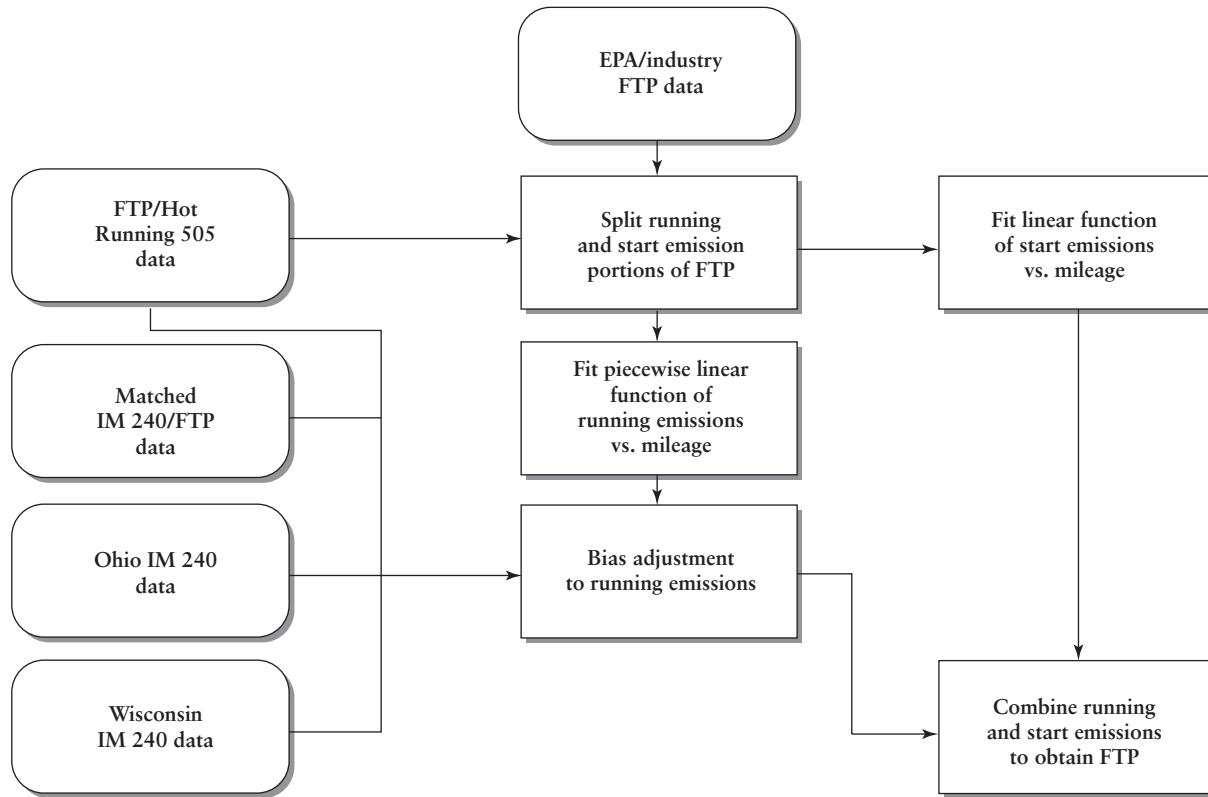 EPA/industry
FTP data
FTP/Hot
Running 505
data
Split running
and start emission
portions of FTP
Fit linear function
of start emissions
vs. mileage
Matched
IM 240/FTP
data
Fit piecewise linear
function of
running emissions
vs. mileage
Ohio IM 240
data
Bias adjustment
to running emissions
Wisconsin
IM 240 data
Combine running
and start emissions
to obtain FTP